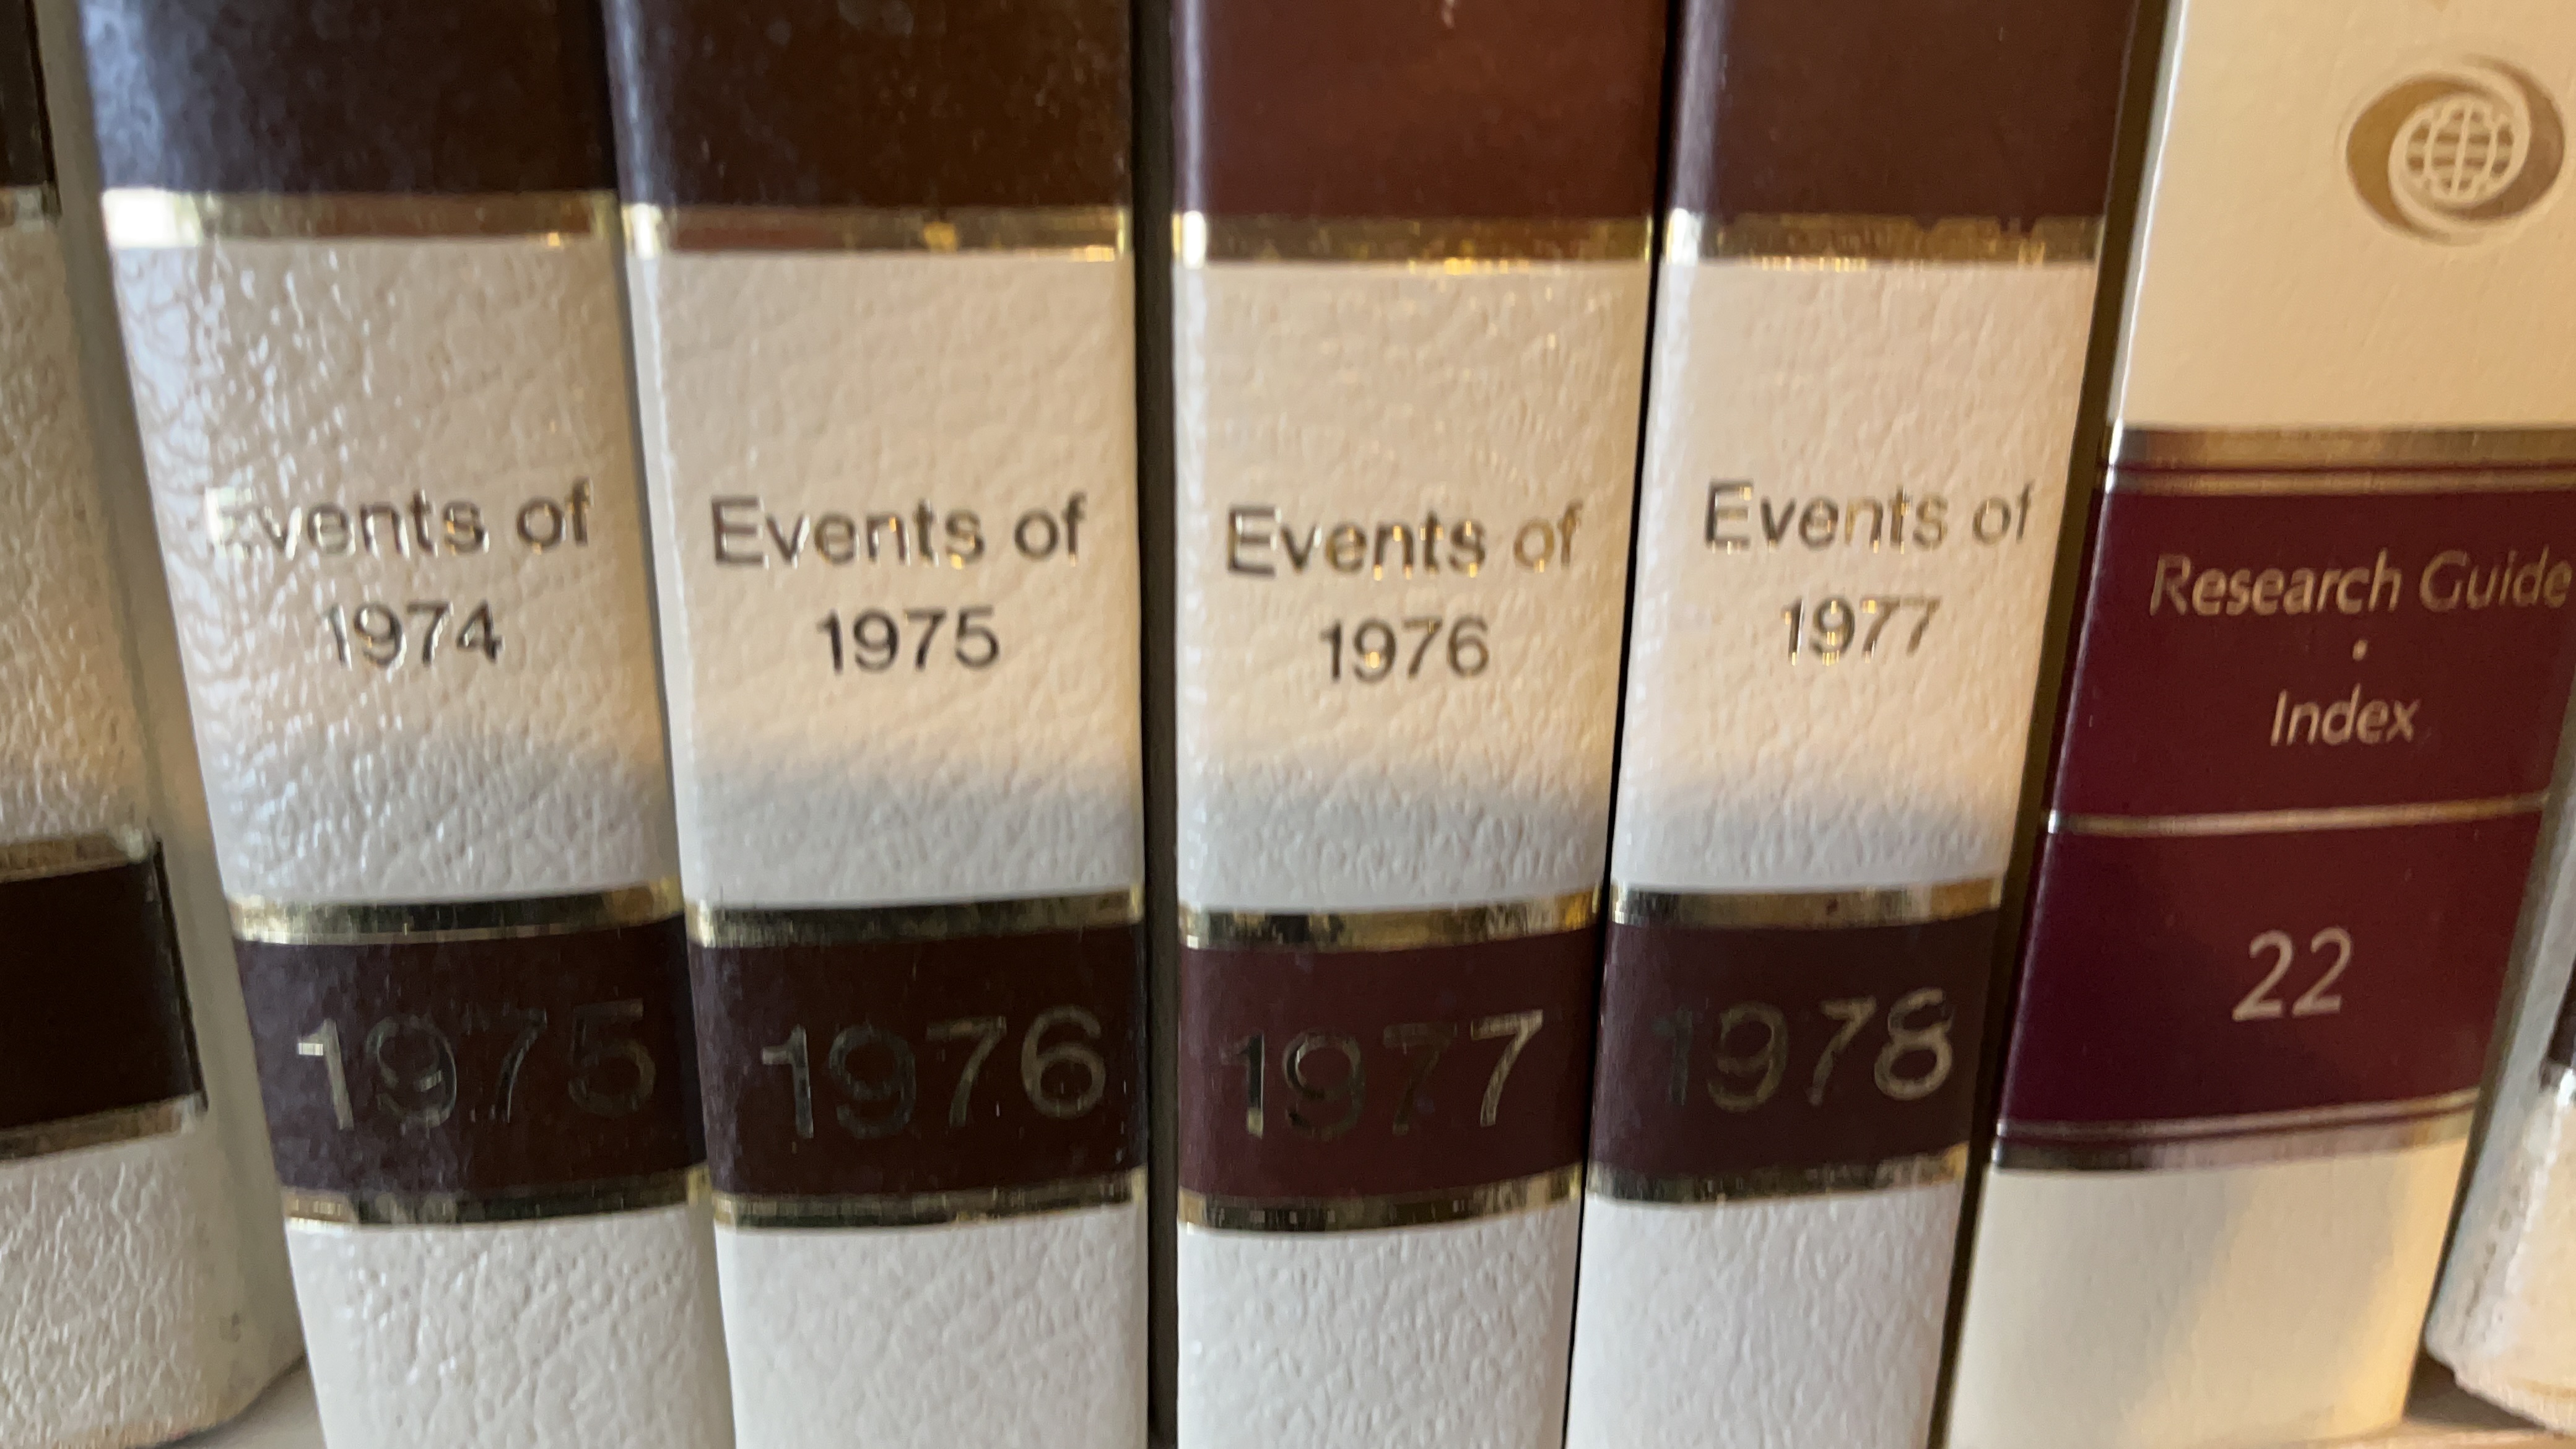 Events of
1974
1975
Events of
1975
1976
Events of
1976
1977
Events of
1977
1978
Research Guide
Index
22